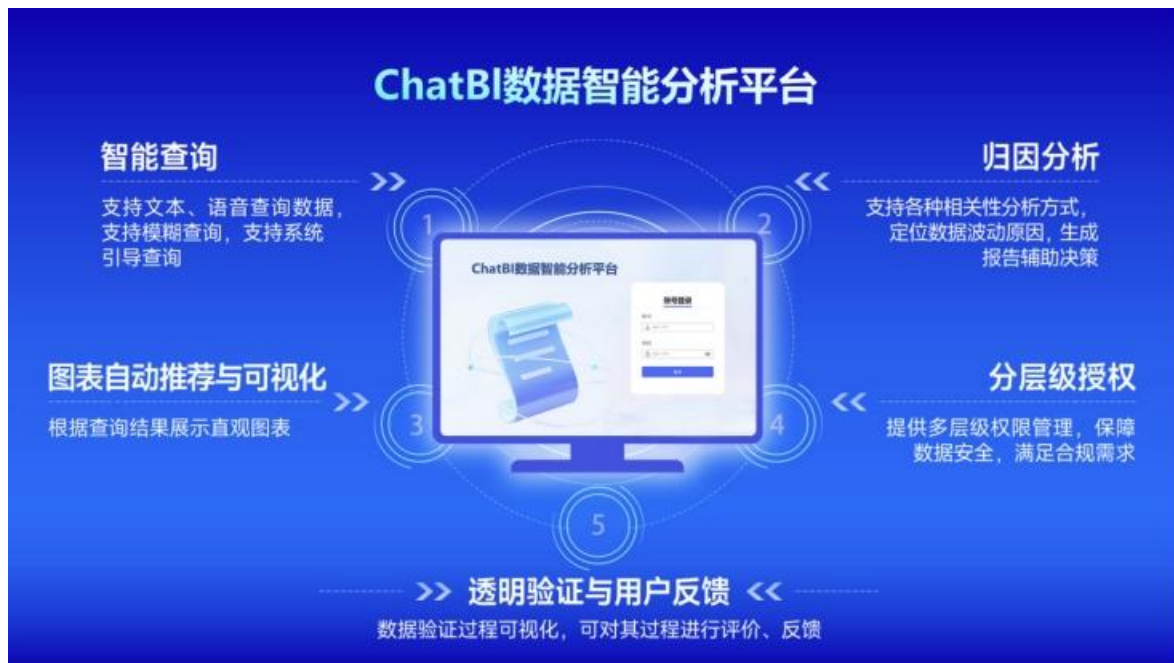 ChatBI数据智能分析平台
智能查询
支持文本、语音查询数据，
支持模糊查询，支持系统
引导查询
1
归因分析
支持各种相关性分析方式，
定位数据波动原因，生成
报告辅助决策
2
ChatBI数据智能分析平台
账号登录
图表自动推荐与可视化
根据查询结果展示直观图表
3
分层级授权
提供多层级权限管理，保障
数据安全，满足合规需求
4
5
透明验证与用户反馈
数据验证过程可视化，可对其过程进行评价、反馈